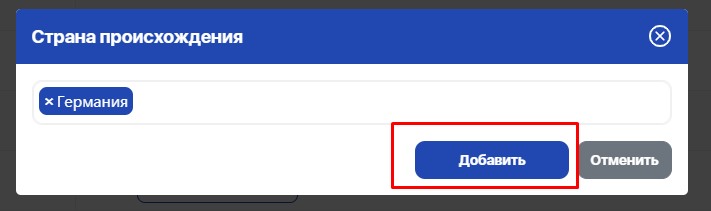 Страна происхождения
× Германия
Добавить
Отменить